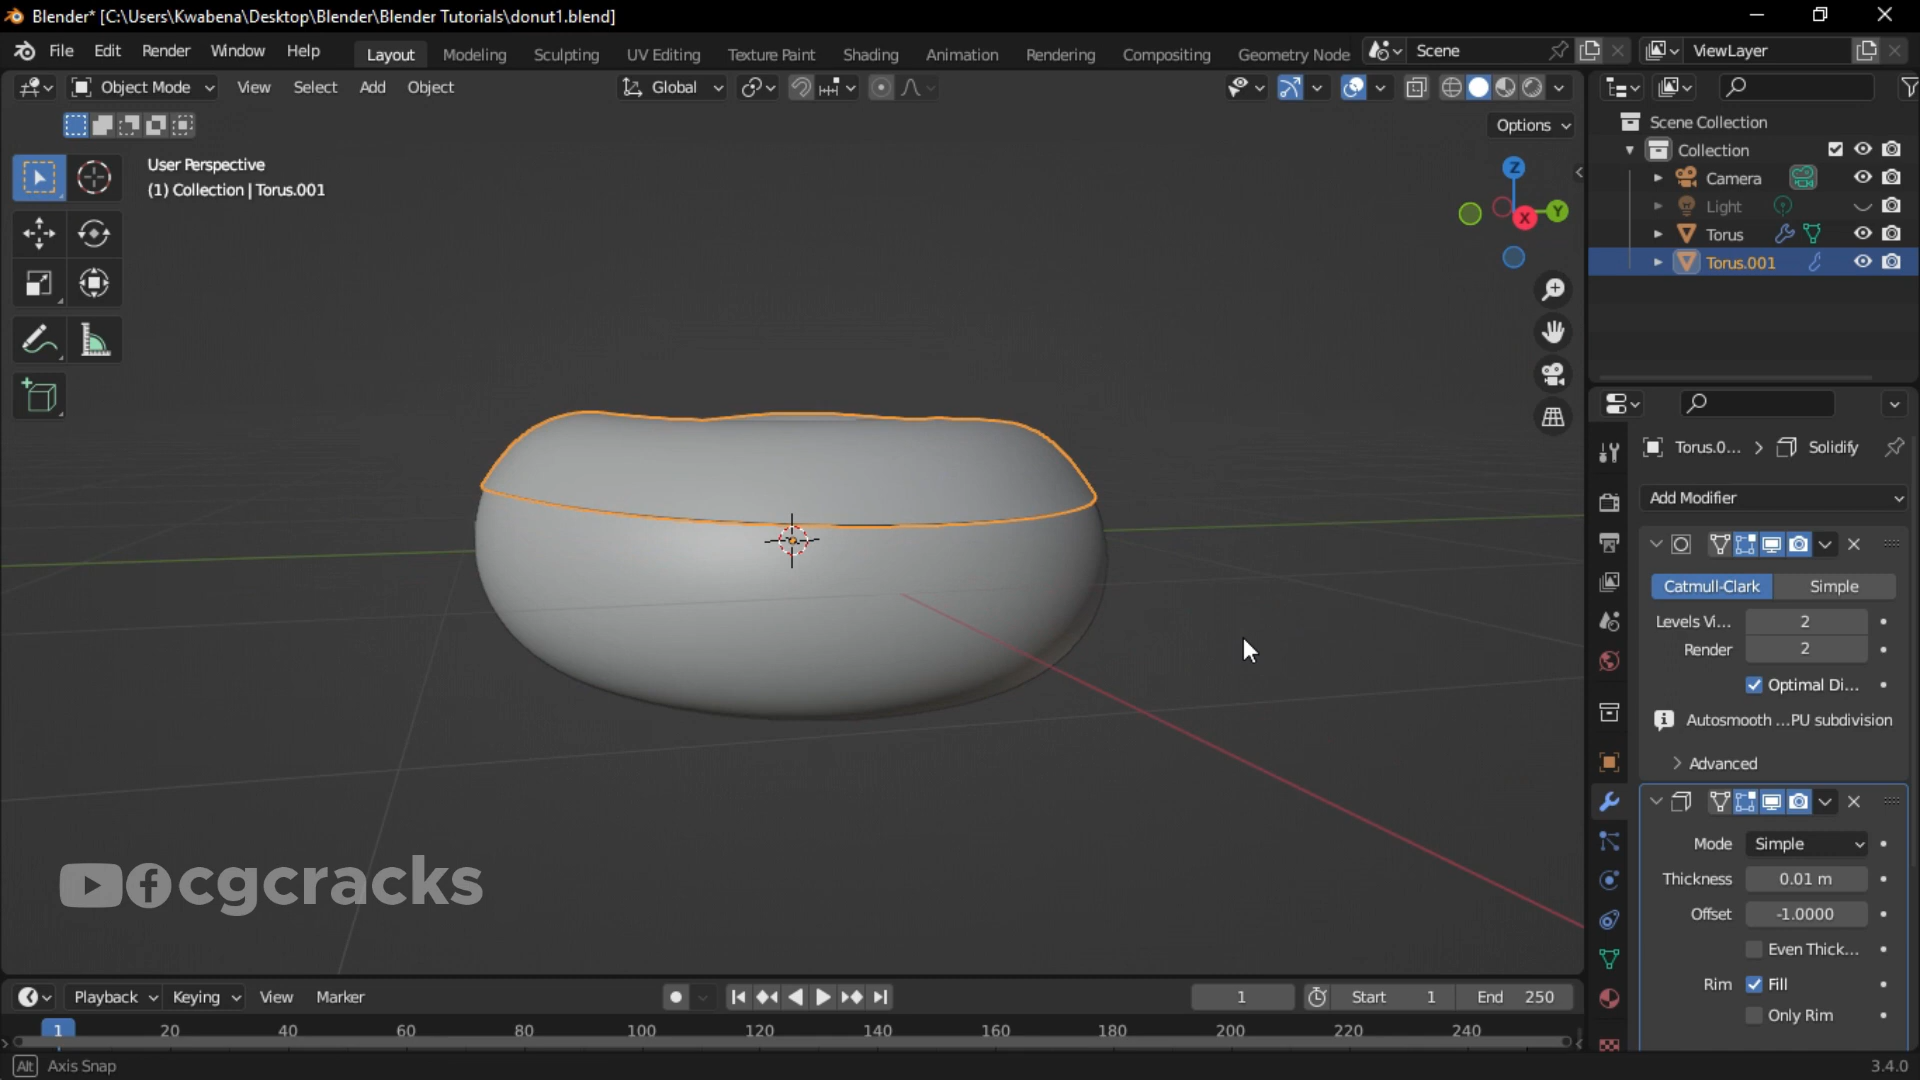 Blender* [C:\Users\Kwabena\Desktop\Blender\Blender Tutorials\donut1.blend]
File Edit Render Window Help Layout Modeling Sculpting UV Editing Texture Paint Shading Animation Rendering Compositing Geometry Node Scene ViewLayer
Object Mode View Select Add Object Global
Options
User Perspective
(1) Collection | Torus.001
Z
X
Y
Scene Collection
Collection
Camera
Light
Torus
Torus.001
Torus.0... > Solidify
Add Modifier
Catmull-Clark Simple
Levels Vi... 2
Render 2
Optimal Di...
Autosmooth ...PU subdivision
Advanced
Mode Simple
Thickness 0.01 m
Offset -1.0000
Even Thick...
Rim Fill
Only Rim
cgcracks
Playback Keying View Marker 1 Start 1 End 250
1 20 40 60 80 100 120 140 160 180 200 220 240
Alt Axis Snap 3.4.0